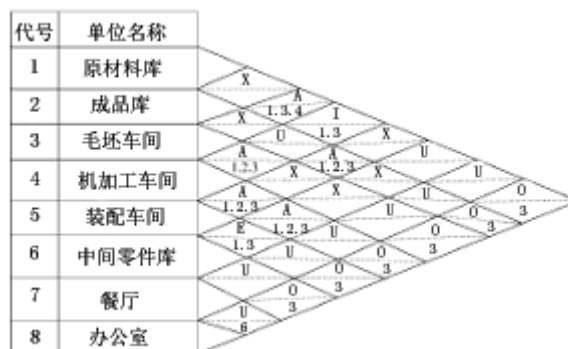 代号 单位名称
1 原材料库
2 成品库
3 毛坯车间
4 机加工车间
5 装配车间
6 中间零件库
7 餐厅
8 办公室
X
A
1.3.4
I
X
U
1.3
X
A
1.2.3
A
1.2.3
U
X
X
U
A
1.2.3
X
U
O
3
A
1.2.3
U
O
3
E
1.3
U
O
3
U
U
O
3
O
3
O
3
U
6